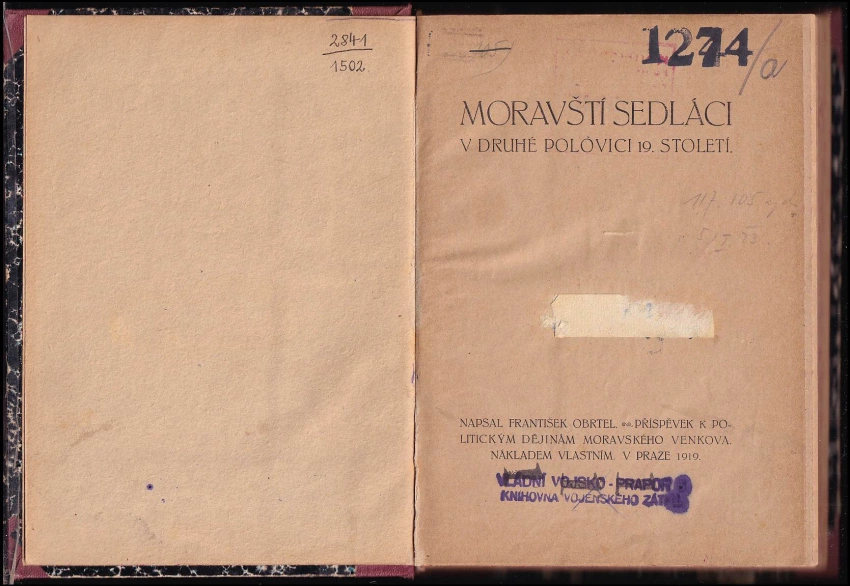 2841
1502
1274/a
MORAVŠTÍ SEDLÁCI
V DRUHÉ POLOVICI 19. STOLETÍ.
NAPSAL FRANTIŠEK OBRTEL. PŘÍSPĚVEK K PO-
LITICKÝM DĚJINÁM MORAVSKÉHO VENKOVA.
NÁKLADEM VLASTNÍM. V PRAZE 1919.
VLÁDNÍ VOJSKO - PRAPOR
KNIHOVNA VOJENSKÉHO